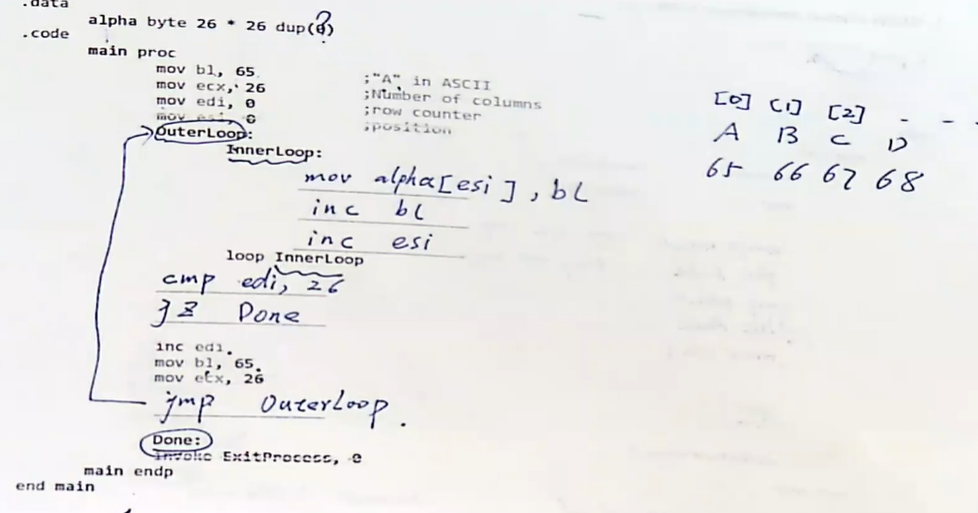 .data
alpha byte 26 * 26 dup(?)
.code
main proc
mov bl, 65 ;"A" in ASCII
mov ecx, 26 ;Number of columns
mov edi, 0 ;row counter
mov esi 0 ;position
OuterLoop:
InnerLoop:
mov alpha[esi], bl
inc bl
inc esi
loop InnerLoop
cmp edi, 26
jz Done
inc edi
mov bl, 65
mov ecx, 26
jmp OuterLoop.
Done:
invoke ExitProcess, 0
main endp
end main
[0] [1] [2] - - -
A B C D
65 66 67 68